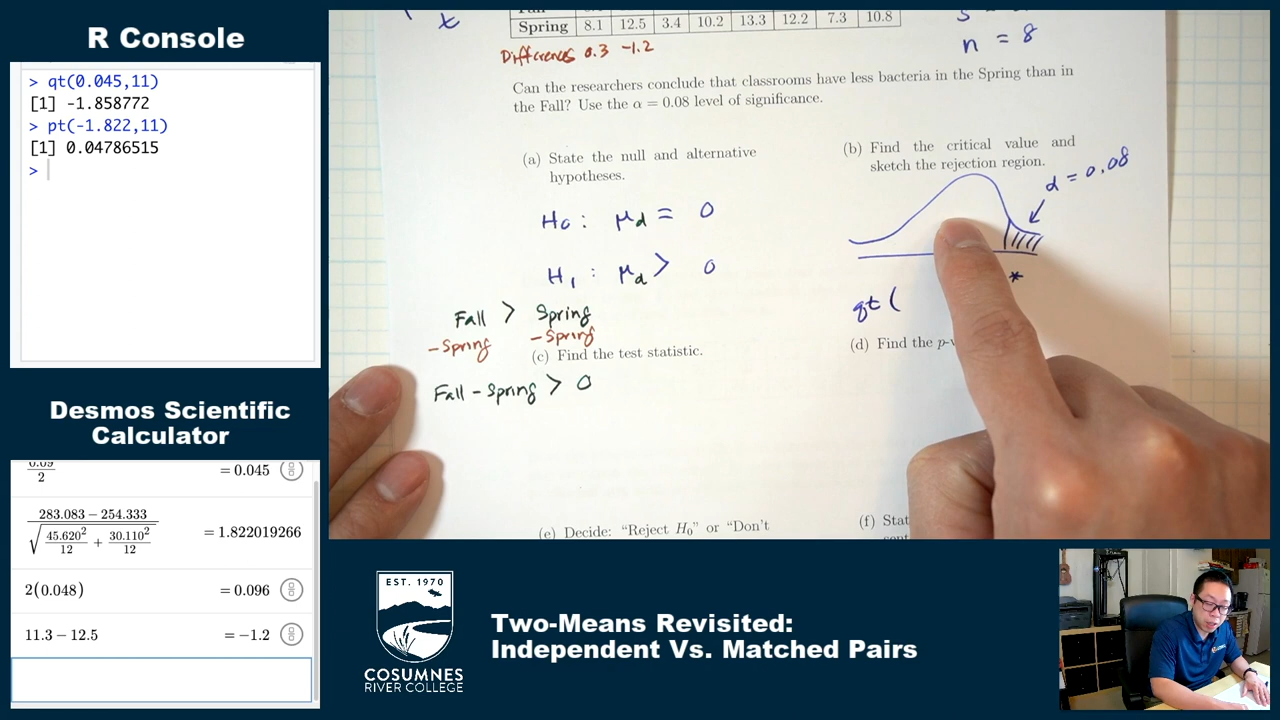 R Console
> qt(0.045,11)
[1] -1.858772
> pt(-1.822,11)
[1] 0.04786515
>
Desmos Scientific
Calculator
2
= 0.045
283.083 − 254.333
√ 45.620² / 12 + 30.110² / 12
= 1.822019266
2(0.048)
= 0.096
11.3 − 12.5
= −1.2
t
Spring 8.1 12.5 3.4 10.2 13.3 12.2 7.3 10.8
Differences 0.3 -1.2
n = 8
Can the researchers conclude that classrooms have less bacteria in the Spring than in
the Fall? Use the α = 0.08 level of significance.
(a) State the null and alternative
hypotheses.
H₀ : μd = 0
H₁ : μd > 0
Fall > Spring
-Spring -Spring
Fall - Spring > 0
(b) Find the critical value and
sketch the rejection region.
α = 0.08
*
qt (
(c) Find the test statistic.
(d) Find the p-
(e) Decide: “Reject H₀” or “Don’t
(f) Stat
EST. 1970
COSUMNES
RIVER COLLEGE
Two-Means Revisited:
Independent Vs. Matched Pairs